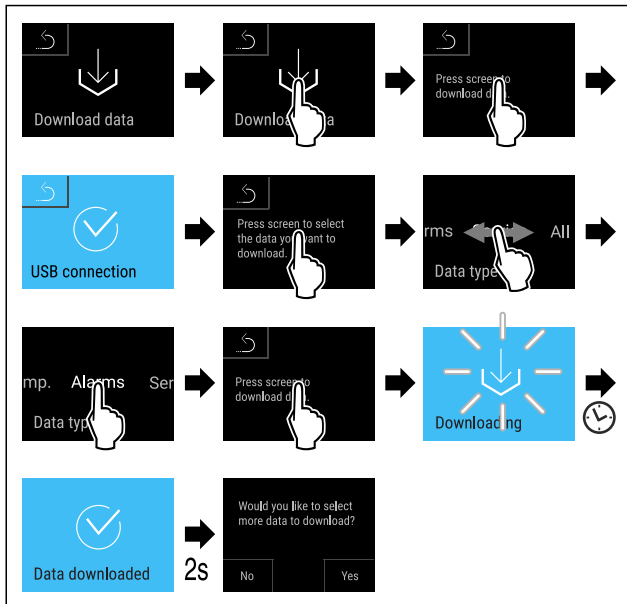 Download data
Downlo a
Press screen to
download d .
USB connection
Press screen to select
the data yo want to
download.
rms All
Data type
mp. Alarms Ser
Data typ
Press screen to
download d .
Downloading
Data downloaded
2s
Would you like to select
more data to download?
No Yes